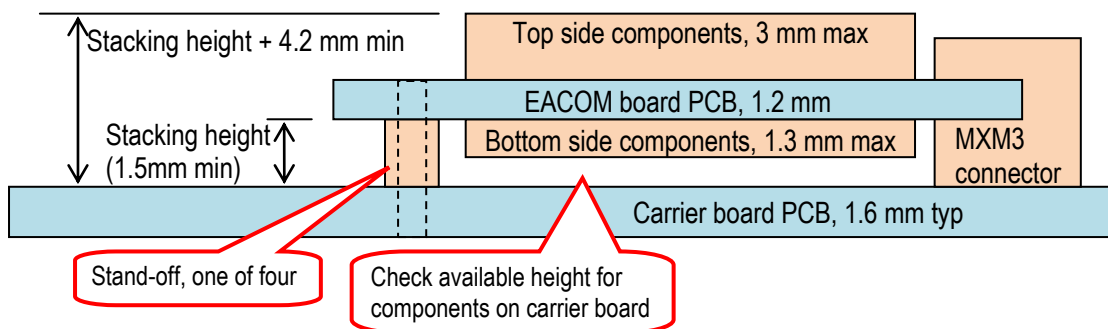 Stacking height + 4.2 mm min
Top side components, 3 mm max
EACOM board PCB, 1.2 mm
Stacking height
(1.5mm min)
Bottom side components, 1.3 mm max
MXM3
connector
Carrier board PCB, 1.6 mm typ
Stand-off, one of four
Check available height for
components on carrier board